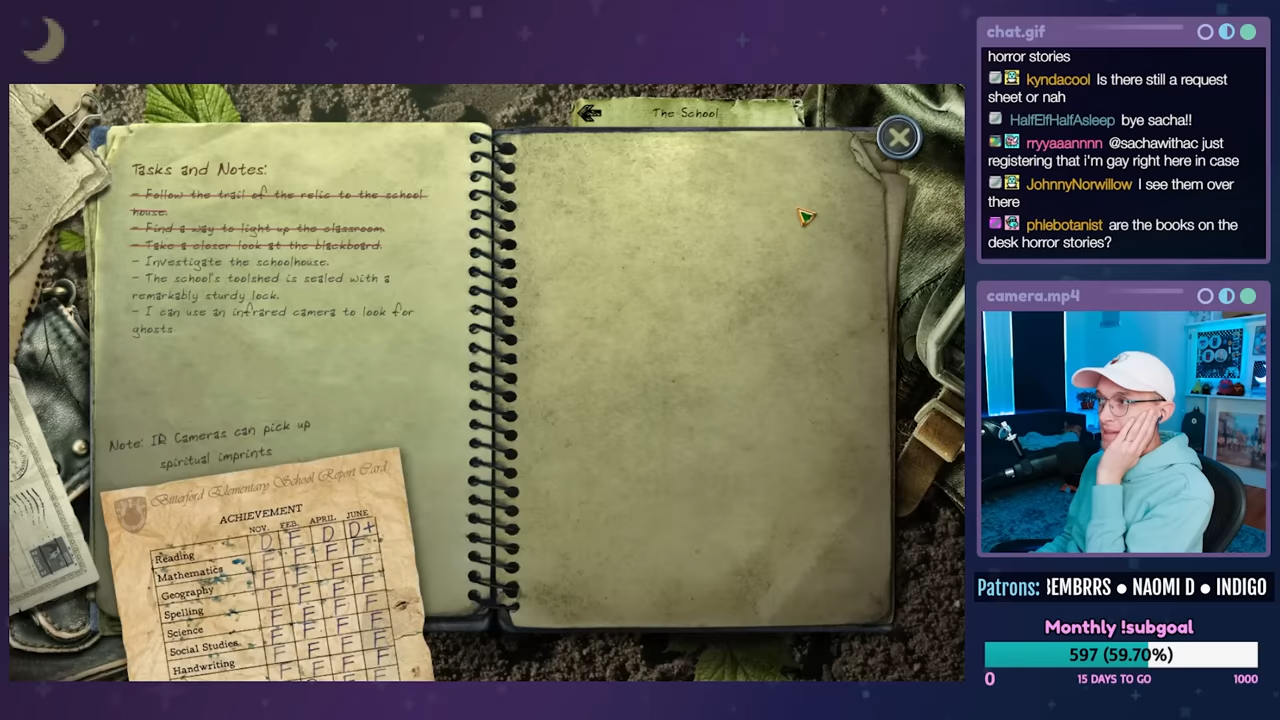 The School
Tasks and Notes:
- Follow the trail of the relic to the school
house.
- Find a way to light up the classroom.
- Take a closer look at the blackboard.
- Investigate the schoolhouse.
- The school's toolshed is sealed with a
remarkably sturdy lock.
- I can use an infrared camera to look for
ghosts
Note: IR Cameras can pick up
spiritual imprints
Bitterford Elementary School Report Card
ACHIEVEMENT
NOV. FEB. APRIL JUNE
Reading D F D D+
Mathematics F F F F
Geography F F F F
Spelling F F F F
Science F F F F
Social Studies F F F F
Handwriting F F F F
chat.gif
horror stories
kyndacool Is there still a request
sheet or nah
HalfElfHalfAsleep bye sacha!!
rryyaannnn @sachawithac just
registering that i'm gay right here in case
JohnnyNorwillow I see them over
there
phlebotanist are the books on the
desk horror stories?
camera.mp4
Patrons: EMBRRS ● NAOMI D ● INDIGO
Monthly !subgoal
597 (59.70%)
0 15 DAYS TO GO 1000